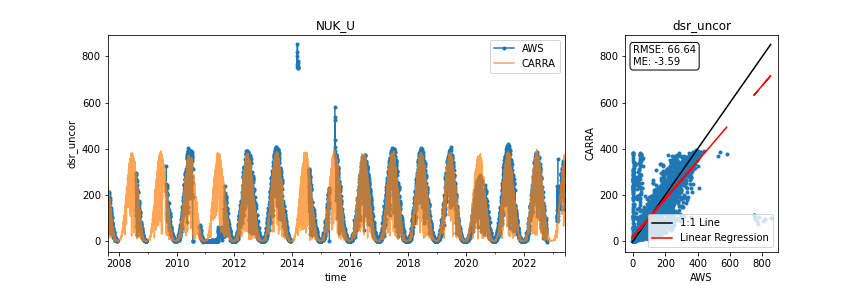 NUK_U
dsr_uncor
800
600
400
200
0
AWS
CARRA
2008
2010
2012
2014
2016
2018
2020
2022
time
dsr_uncor
RMSE: 66.64
ME: -3.59
CARRA
800
600
400
200
0
1:1 Line
Linear Regression
0
200
400
600
800
AWS